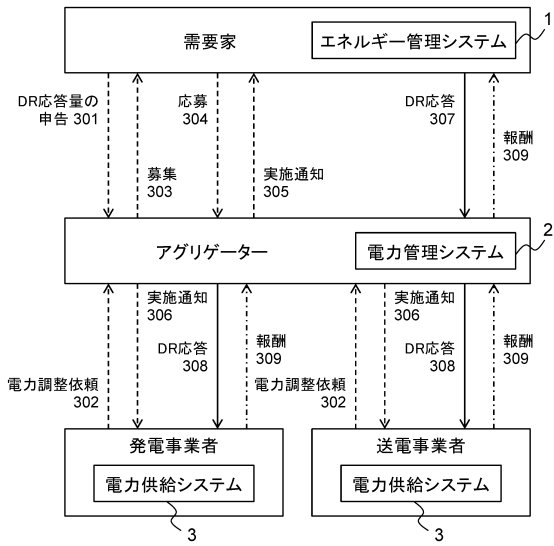 需要家
エネルギー管理システム
1
DR応答量の
申告 301
募集
303
応募
304
実施通知
305
DR応答
307
報酬
309
アグリゲーター
電力管理システム
2
電力調整依頼
302
実施通知
306
DR応答
308
報酬
309
電力調整依頼
302
実施通知
306
DR応答
308
報酬
309
発電事業者
電力供給システム
3
送電事業者
電力供給システム
3